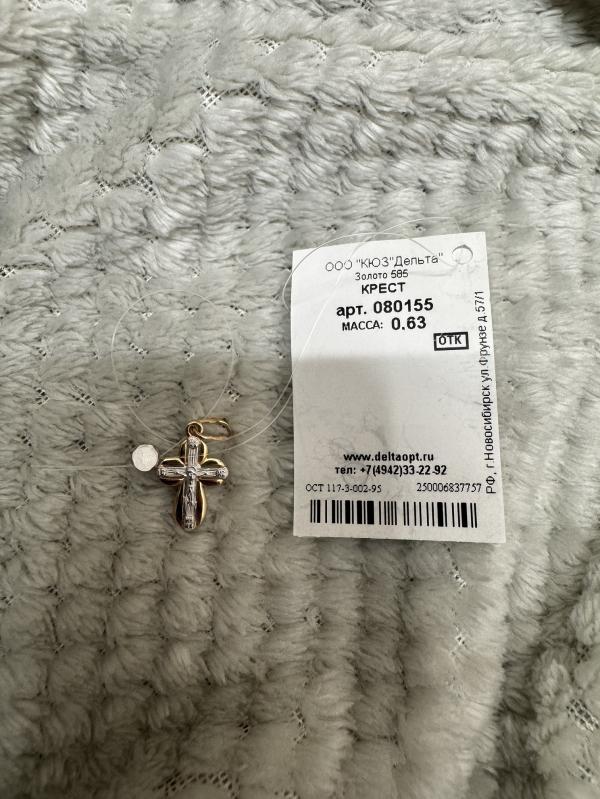 ООО "КЮЗ"Дельта"
Золото 585
КРЕСТ
арт. 080155
МАССА: 0.63
ОТК
www.deltaopt.ru
тел: +7(4942)33-22-92
ОСТ 117-3-002-95 250006837757
РФ, г.Новосибирск ул Фрунзе д.57/1